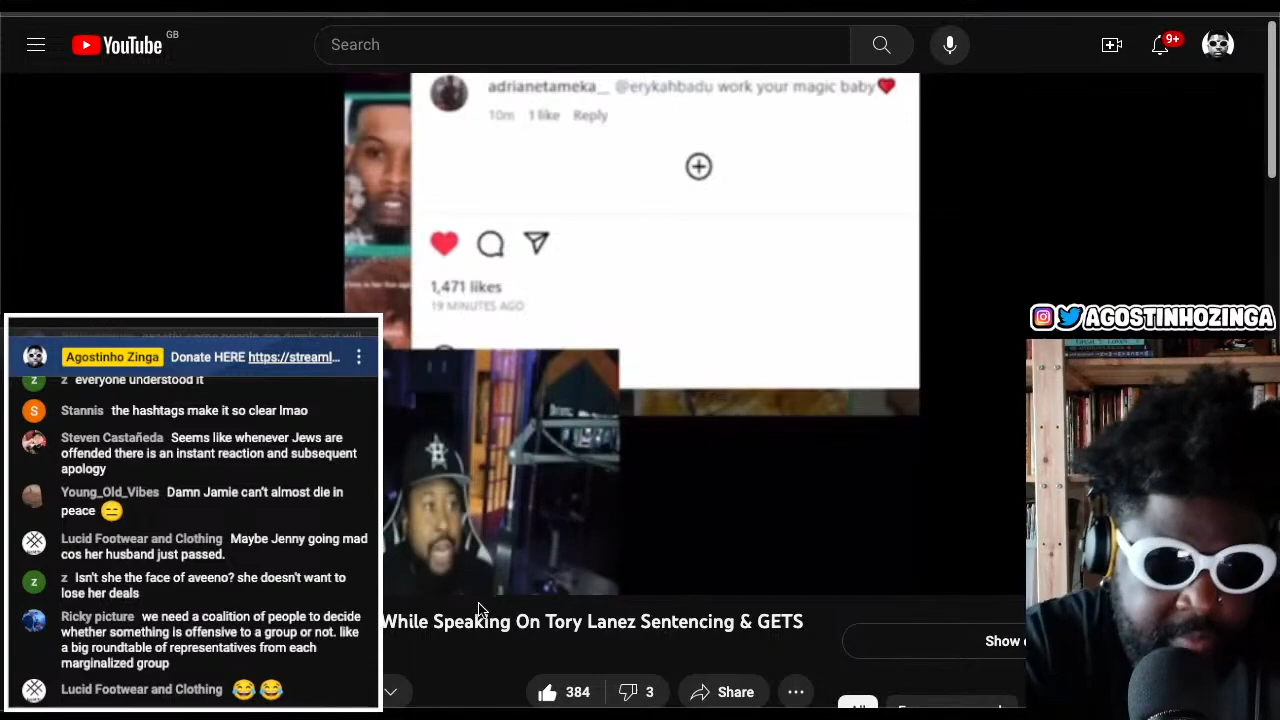 YouTube GB
Search
9+
adrianetameka__ @erykahbadu work your magic baby❤️
10m 1 like Reply
1,471 likes
19 MINUTES AGO
AGOSTINHOZINGA
Agostinho Zinga Donate HERE https://streaml...
z everyone understood it
S
Stannis the hashtags make it so clear lmao
Steven Castañeda Seems like whenever Jews are
offended there is an instant reaction and subsequent
apology
Young_Old_Vibes Damn Jamie can't almost die in
peace 😑
Lucid Footwear and Clothing Maybe Jenny going mad
cos her husband just passed.
z
z Isn't she the face of aveeno? she doesn't want to
lose her deals
Ricky picture we need a coalition of people to decide
whether something is offensive to a group or not. like
a big roundtable of representatives from each
marginalized group
Lucid Footwear and Clothing 😂😂
While Speaking On Tory Lanez Sentencing & GETS
Show
384 3 Share
All